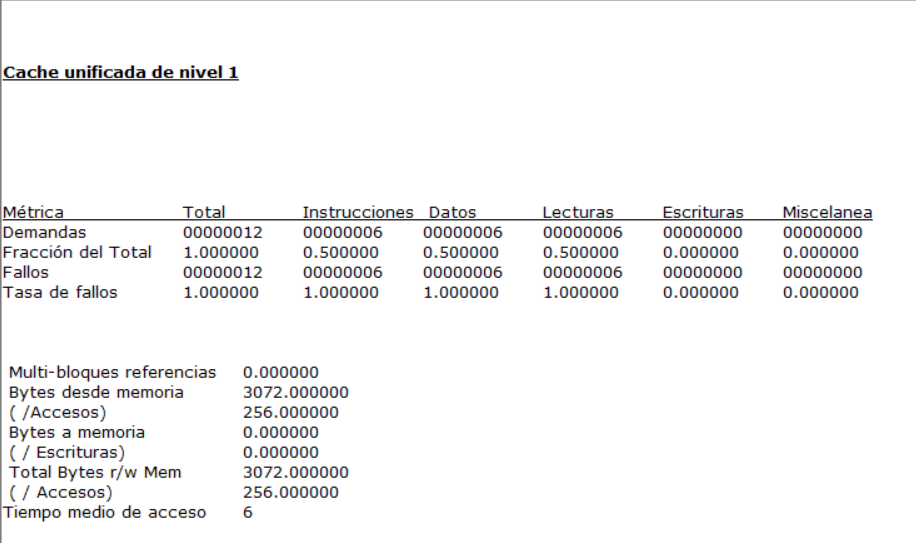 Cache unificada de nivel 1
Métrica Total Instrucciones Datos Lecturas Escrituras Miscelanea
Demandas 00000012 00000006 00000006 00000006 00000000 00000000
Fracción del Total 1.000000 0.500000 0.500000 0.500000 0.000000 0.000000
Fallos 00000012 00000006 00000006 00000006 00000000 00000000
Tasa de fallos 1.000000 1.000000 1.000000 1.000000 0.000000 0.000000
Multi-bloques referencias 0.000000
Bytes desde memoria 3072.000000
( /Accesos) 256.000000
Bytes a memoria 0.000000
( / Escrituras) 0.000000
Total Bytes r/w Mem 3072.000000
( / Accesos) 256.000000
Tiempo medio de acceso 6